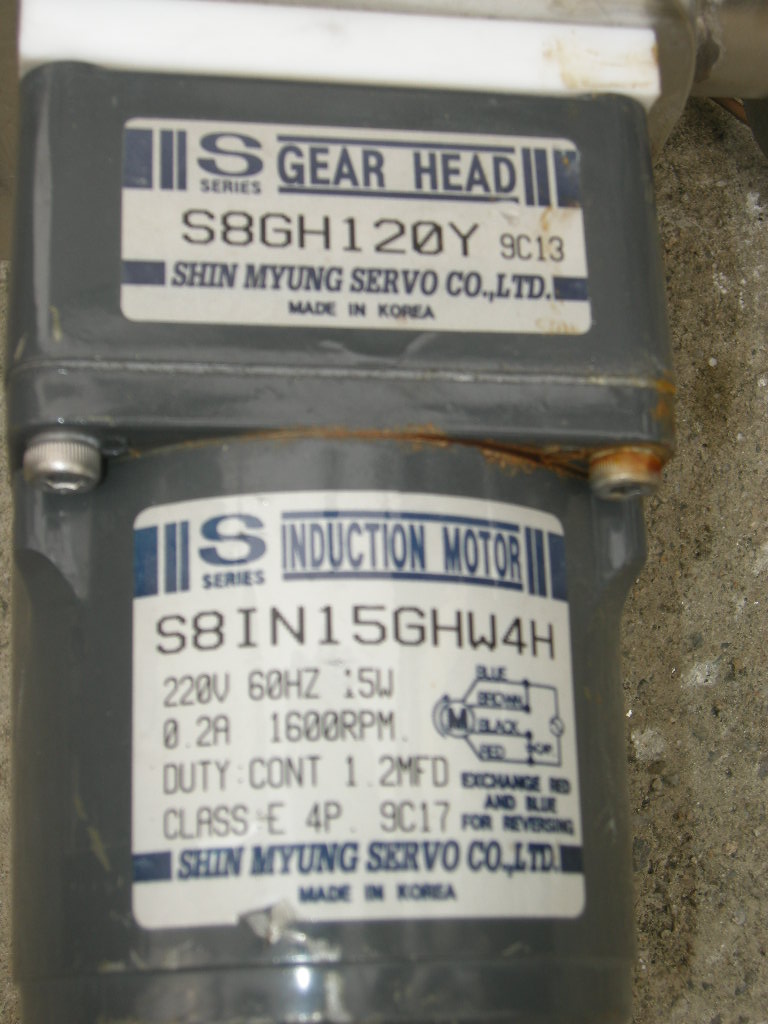 S SERIES GEAR HEAD
S8GH120Y 9C13
SHIN MYUNG SERVO CO.,LTD.
MADE IN KOREA
S SERIES INDUCTION MOTOR
S8IN15GHW4H
220V 60HZ 15W
0.2A 1600RPM.
DUTY:CONT 1.2MFD
CLASS E 4P. 9C17
BLUE
BROWN
M
BLACK
RED
CAP
EXCHANGE RED
AND BLUE
FOR REVERSING
SHIN MYUNG SERVO CO.,LTD.
MADE IN KOREA